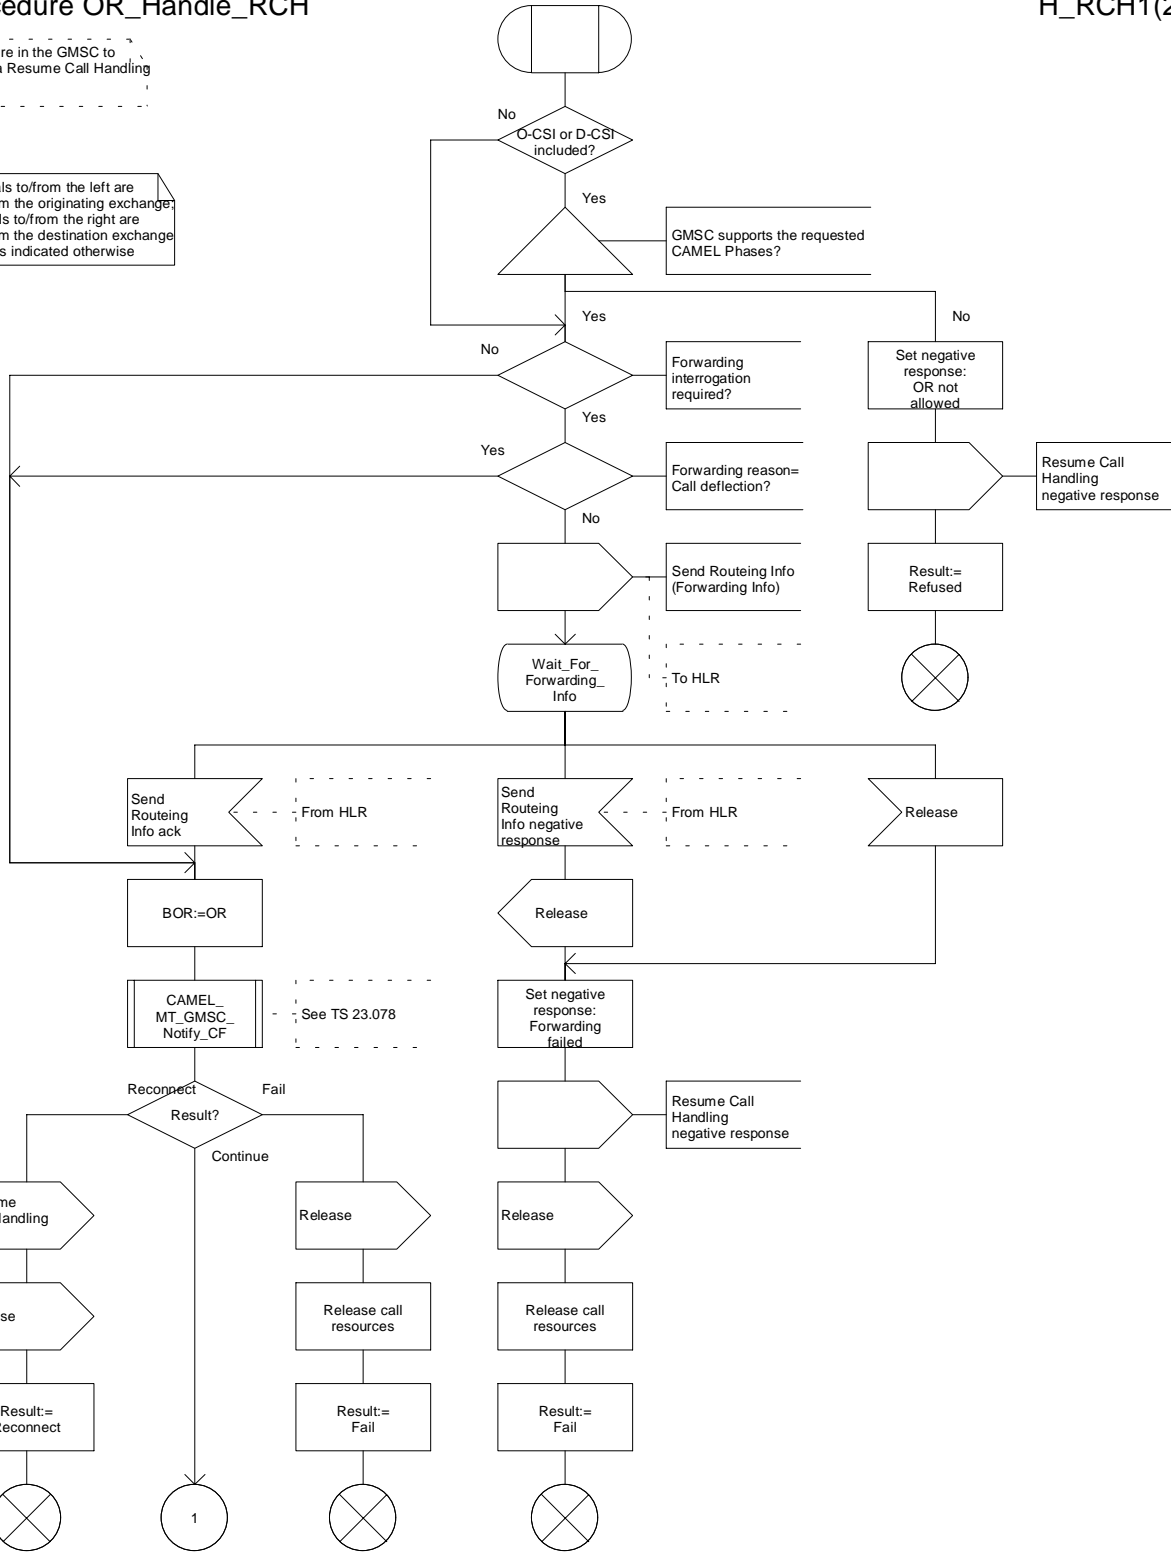 cedure OR_Handle_RCH
H_RCH1(2
re in the GMSC to
a Resume Call Handling
No
O-CSI or D-CSI
included?
Yes
ls to/from the left are
m the originating exchange;
ls to/from the right are
m the destination exchange
s indicated otherwise
GMSC supports the requested
CAMEL Phases?
Yes
No
No
Forwarding
interrogation
required?
Set negative
response:
OR not
allowed
Yes
Yes
Forwarding reason=
Call deflection?
Resume Call
Handling
negative response
No
Send Routeing Info
(Forwarding Info)
Result:=
Refused
Wait_For_
Forwarding_
Info
To HLR
Send
Routeing
Info ack
From HLR
Send
Routeing
Info negative
response
From HLR
Release
BOR:=OR
Release
CAMEL_
MT_GMSC_
Notify_CF
See TS 23.078
Set negative
response:
Forwarding
failed
Reconnect
Fail
Result?
Continue
Resume Call
Handling
negative response
me
Handling
Release
Release
se
Release call
resources
Release call
resources
Result:=
Reconnect
Result:=
Fail
Result:=
Fail
1